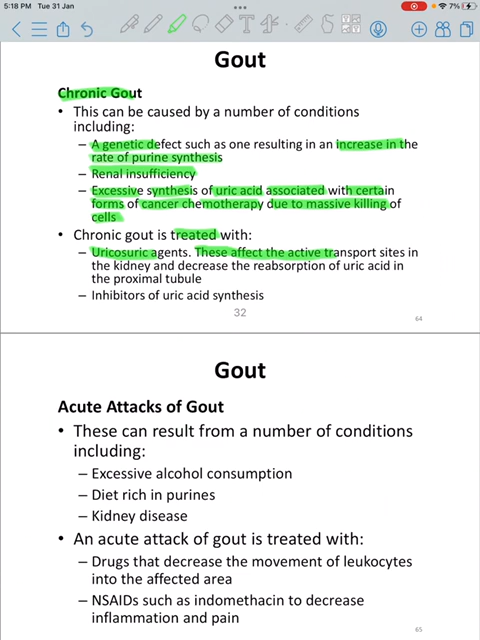 5:18 PM Tue 31 Jan
7%
Gout
Chronic Gout
• This can be caused by a number of conditions
including:
– A genetic defect such as one resulting in an increase in the
rate of purine synthesis
– Renal insufficiency
– Excessive synthesis of uric acid associated with certain
forms of cancer chemotherapy due to massive killing of
cells
• Chronic gout is treated with:
– Uricosuric agents. These affect the active transport sites in
the kidney and decrease the reabsorption of uric acid in
the proximal tubule
– Inhibitors of uric acid synthesis
32
64
Gout
Acute Attacks of Gout
• These can result from a number of conditions
including:
– Excessive alcohol consumption
– Diet rich in purines
– Kidney disease
• An acute attack of gout is treated with:
– Drugs that decrease the movement of leukocytes
into the affected area
– NSAIDs such as indomethacin to decrease
inflammation and pain
65